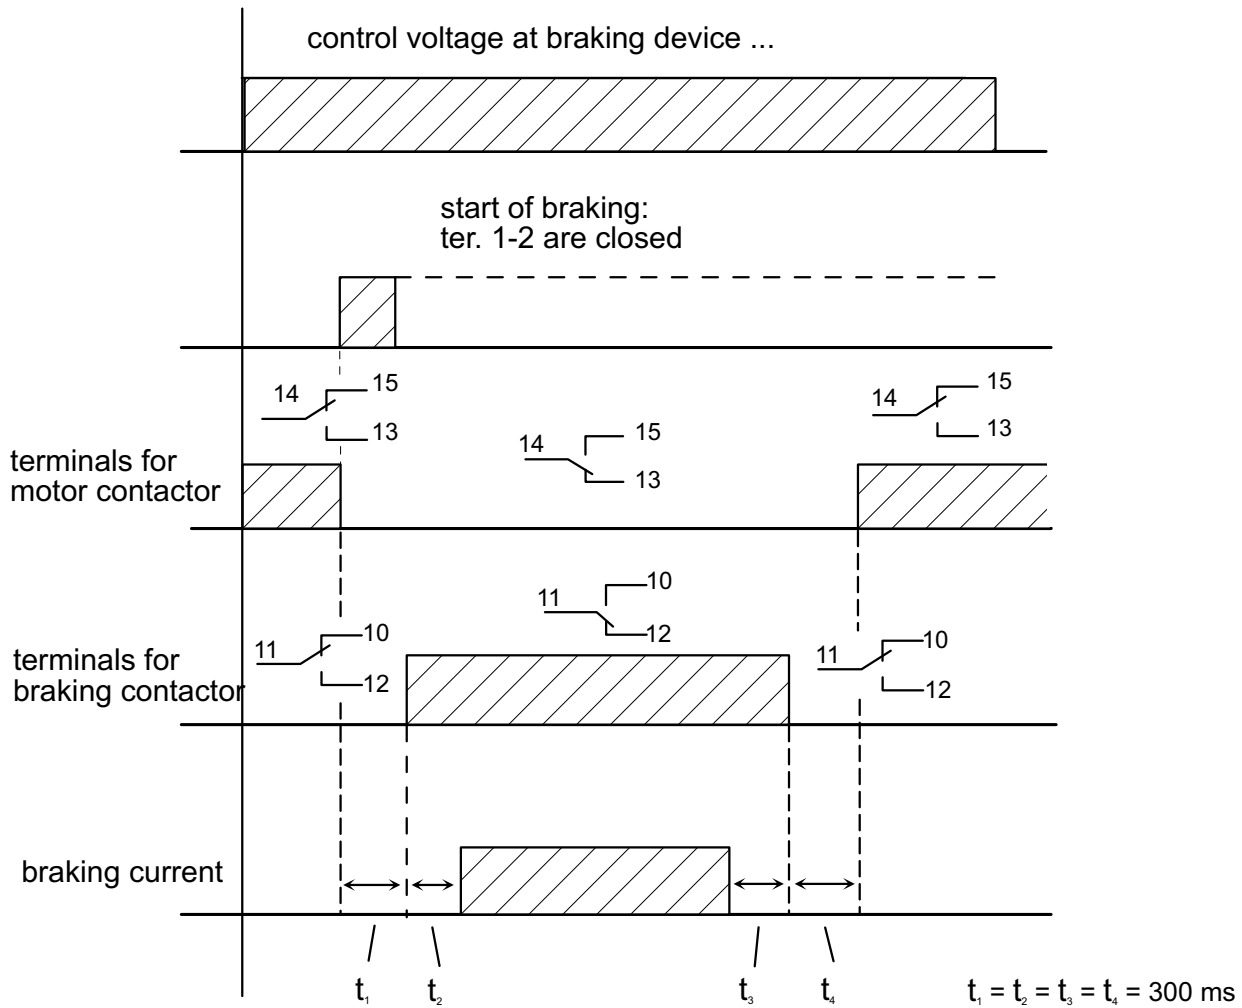 control voltage at braking device ...
start of braking:
ter. 1-2 are closed
14
15
13
14
15
13
14
15
13
terminals for
motor contactor
11
10
12
11
10
12
11
10
12
terminals for
braking contactor
braking current
t₁
t₂
t₃
t₄
t₁ = t₂ = t₃ = t₄ = 300 ms